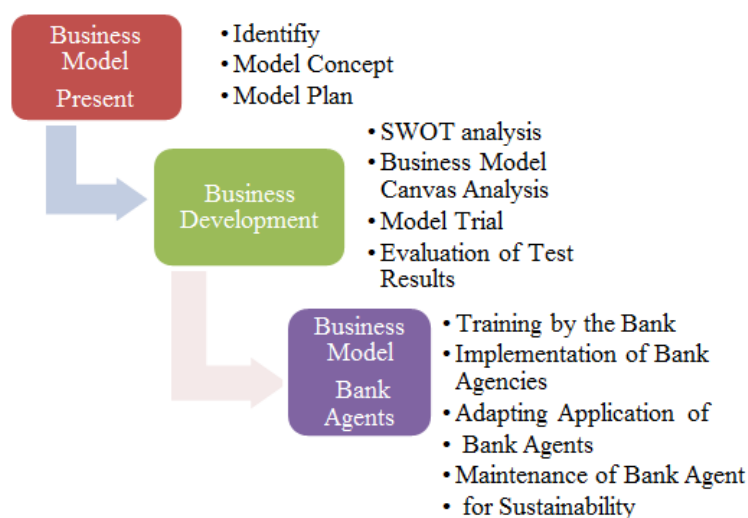 Business
Model
Present
• Identifiy
• Model Concept
• Model Plan
Business
Development
• SWOT analysis
• Business Model
Canvas Analysis
• Model Trial
• Evaluation of Test
Results
Business
Model
Bank
Agents
• Training by the Bank
• Implementation of Bank
Agencies
• Adapting Application of
• Bank Agents
• Maintenance of Bank Agent
• for Sustainability